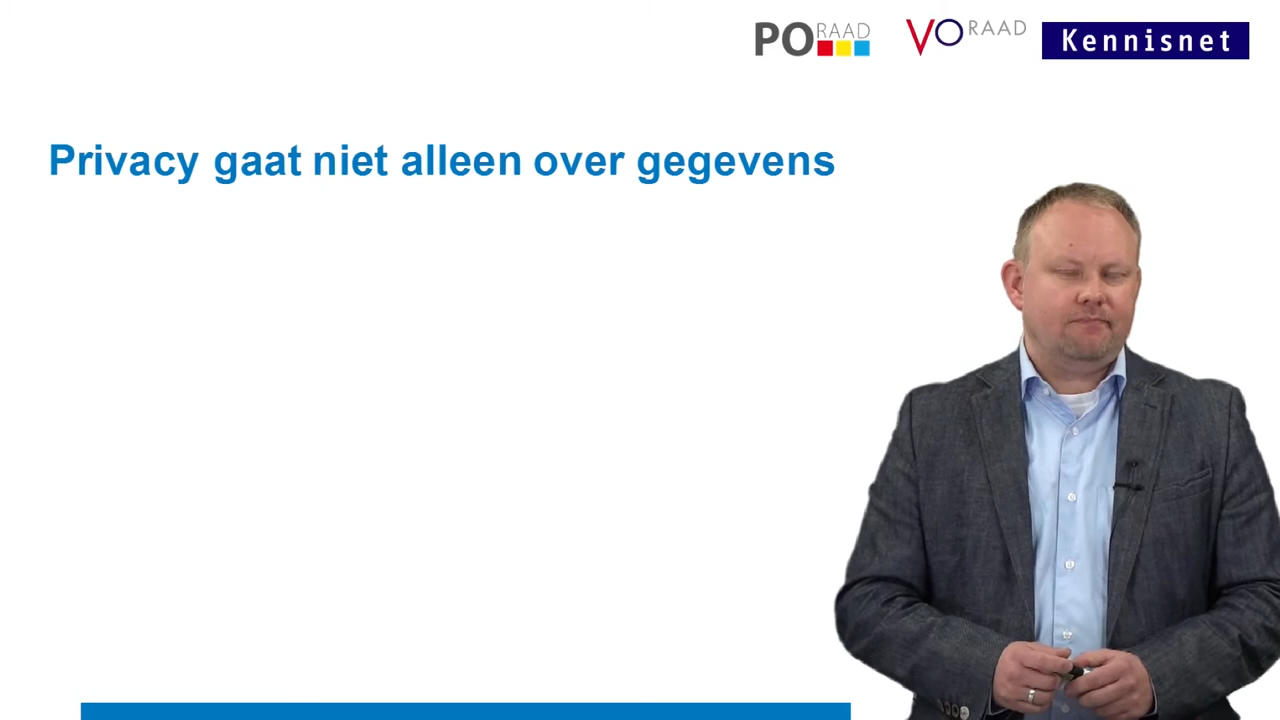 PO RAAD
VO RAAD
Kennisnet
Privacy gaat niet alleen over gegevens